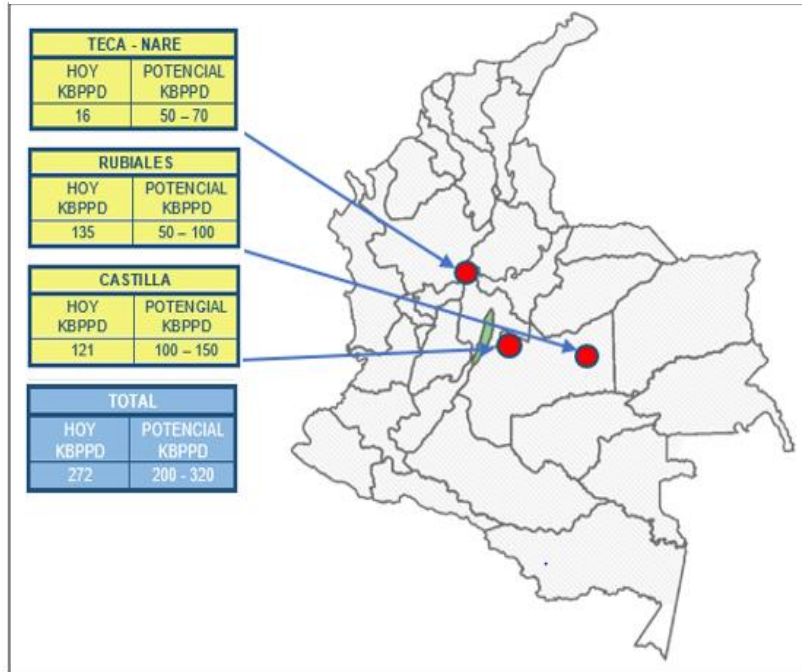 TECA - NARE
HOY POTENCIAL
KBPPD KBPPD
16 50 – 70
RUBIALES
HOY POTENCIAL
KBPPD KBPPD
135 50 – 100
CASTILLA
HOY POTENGIAL
KBPPD KBPPD
121 100 – 150
TOTAL
HOY POTENCIAL
KBPPD KBPPD
272 200 - 320